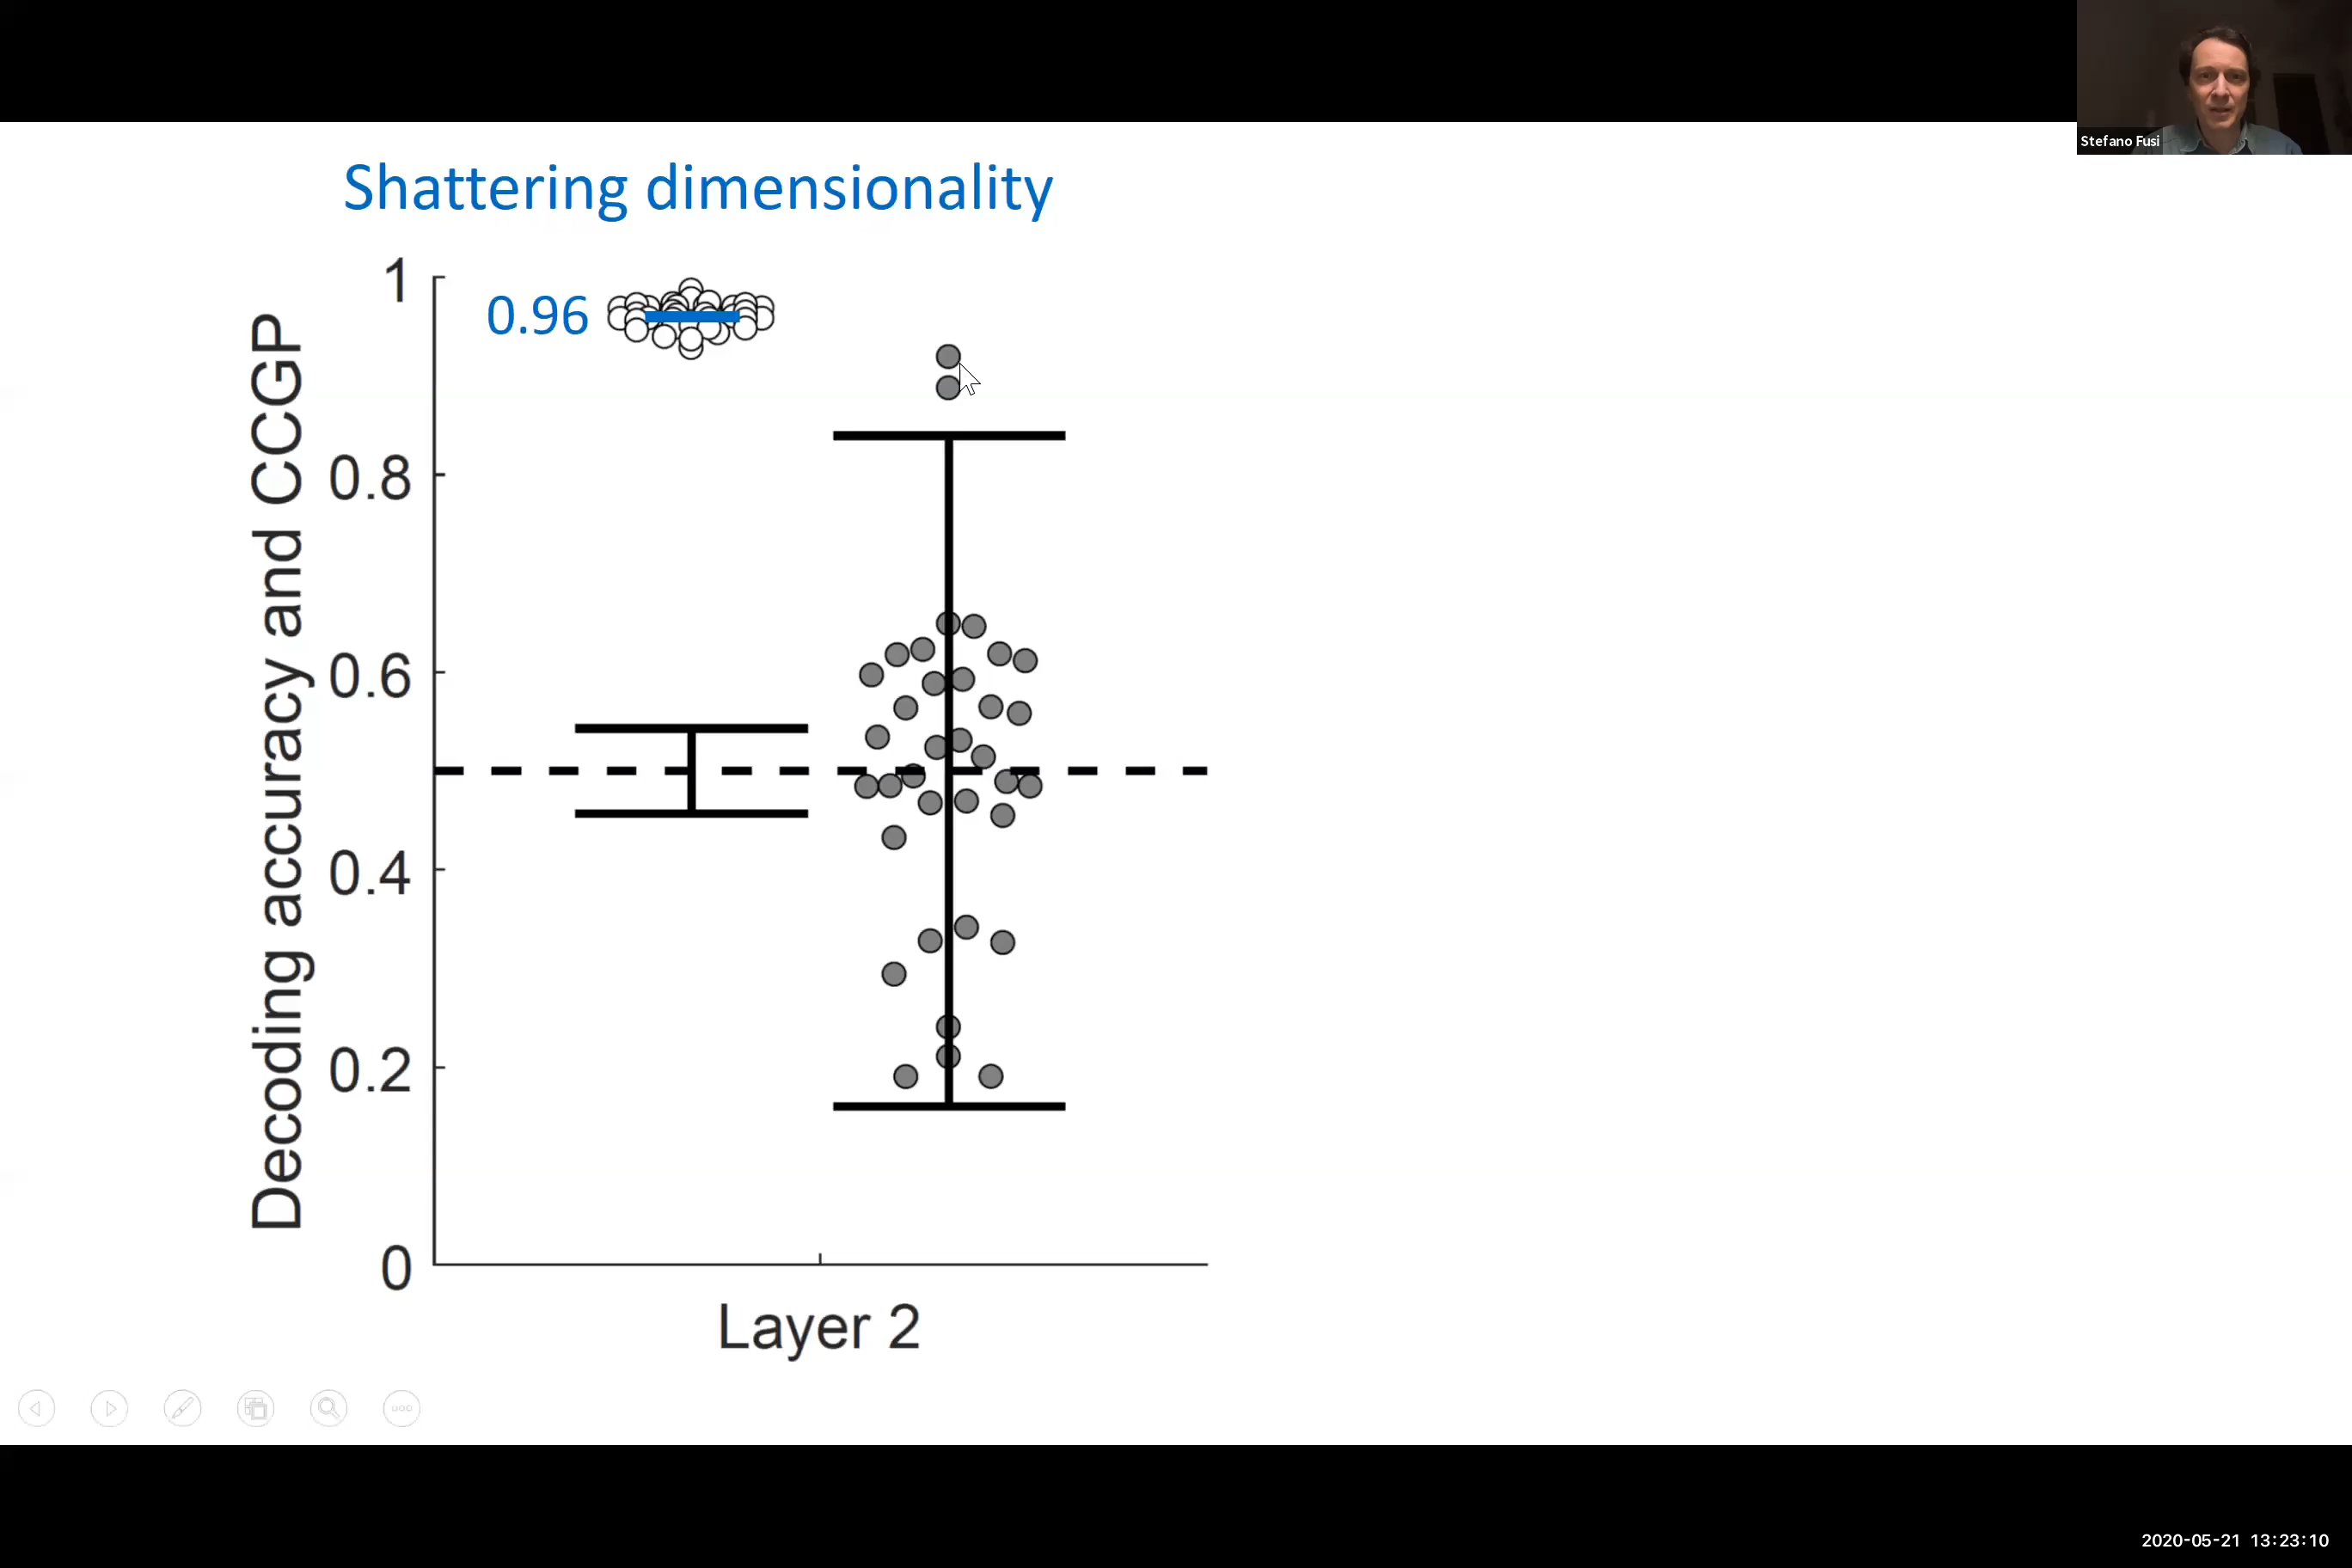 Stefano Fusi
Shattering dimensionality
Decoding accuracy and CCGP
1
0.96
0.8
0.6
0.4
0.2
0
Layer 2
2020-05-21 13:23:10